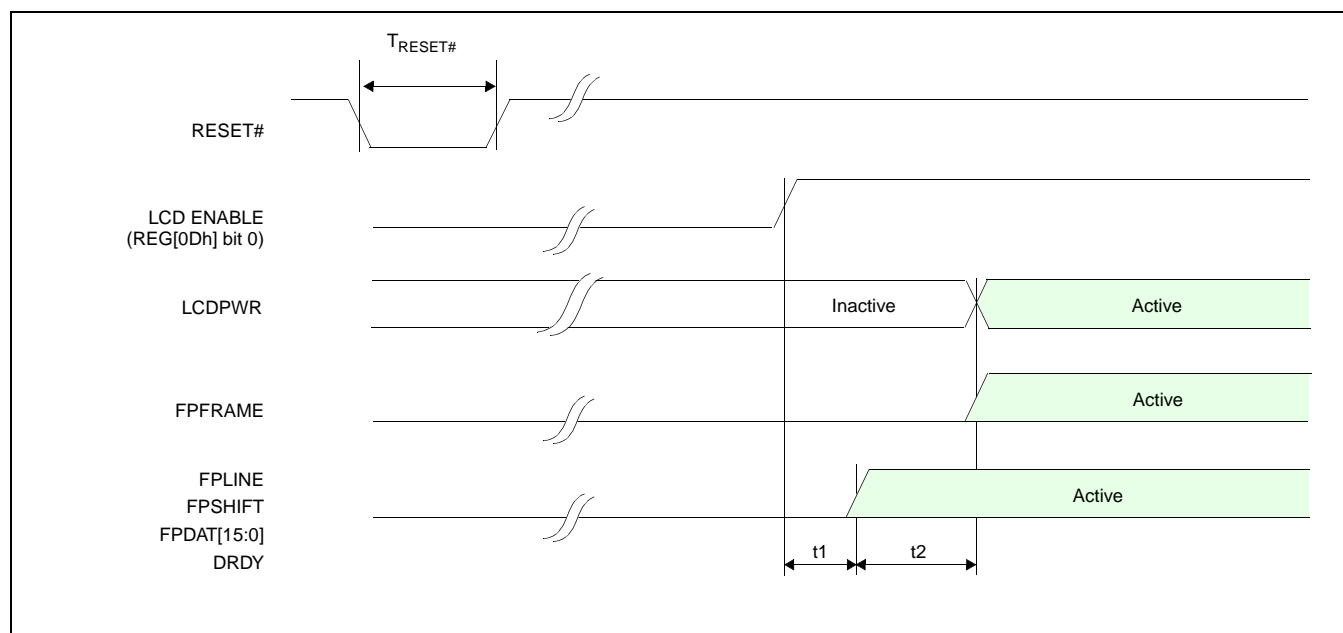 TRESET#
RESET#
LCD ENABLE
(REG[0Dh] bit 0)
LCDPWR
Inactive
Active
FPFRAME
Active
FPLINE
FPSHIFT
FPDAT[15:0]
DRDY
Active
t1
t2